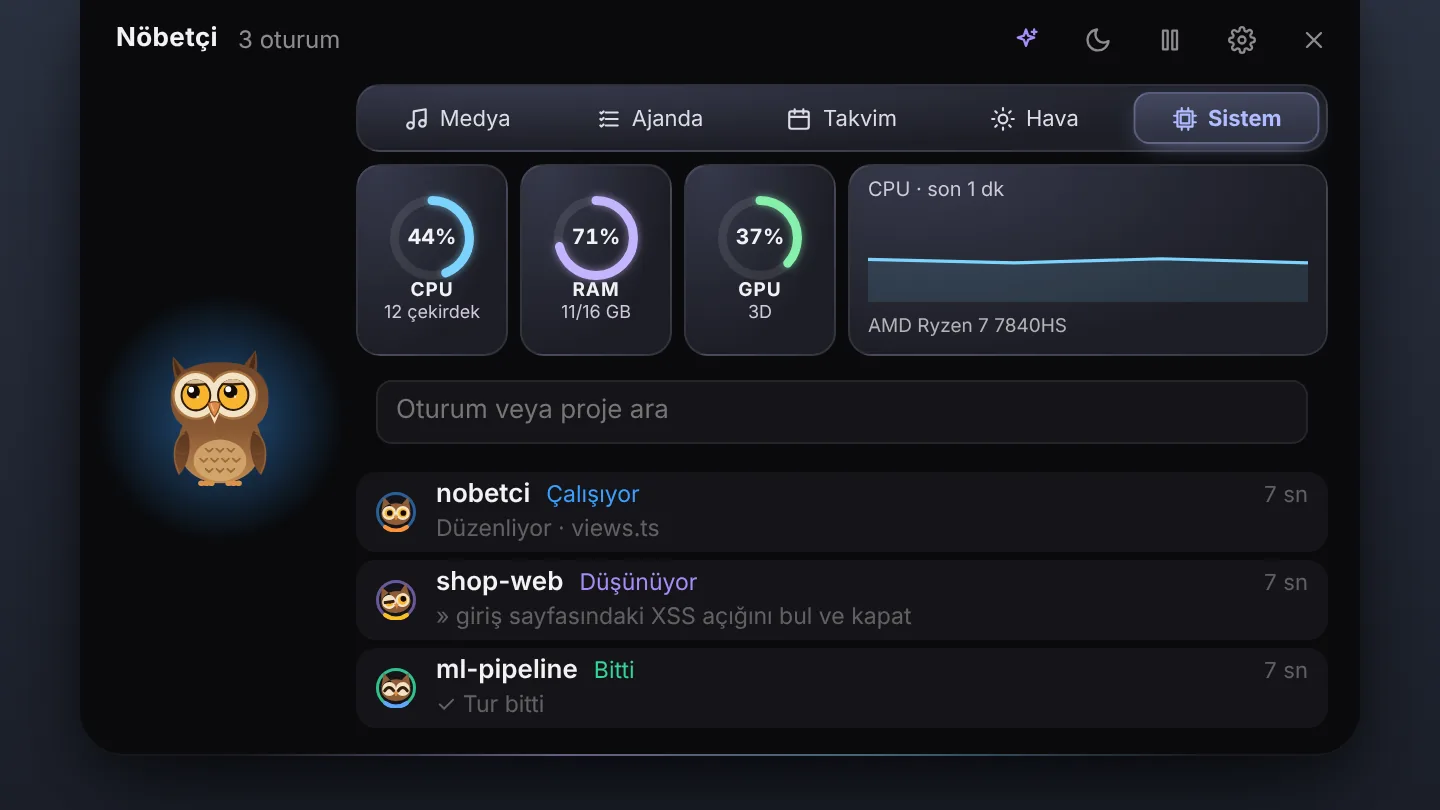 Nöbetçi 3 oturum
Medya Ajanda Takvim Hava Sistem
44%
CPU
12 çekirdek
71%
RAM
11/16 GB
37%
GPU
3D
CPU · son 1 dk
AMD Ryzen 7 7840HS
Oturum veya proje ara
nobetci Çalışıyor 7 sn
Düzenliyor · views.ts
shop-web Düşünüyor 7 sn
» giriş sayfasındaki XSS açığını bul ve kapat
ml-pipeline Bitti 7 sn
✓ Tur bitti